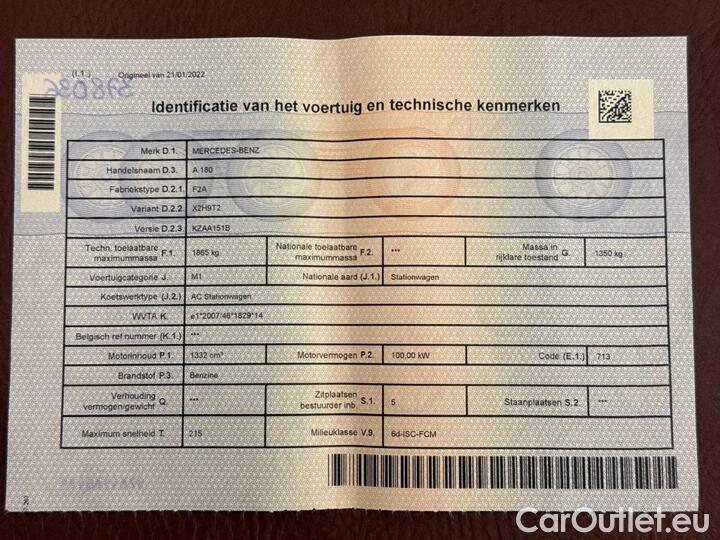 (I.1.) Origineel van 21/01/2022
378036
Identificatie van het voertuig en technische kenmerken
Merk D.1. MERCEDES-BENZ
Handelsnaam D.3. A 180
Fabriekstype D.2.1. F2A
Variant D.2.2. X2H9T2
Versie D.2.3. KZAA151B
Techn. toelaatbare maximummassa F.1. 1865 kg Nationale toelaatbare maximummassa F.2. *** Massa in rijklare toestand G. 1350 kg
Voertuigcategorie J. M1 Nationale aard (J.1.) Stationwagen
Koetswerktype (J.2.) AC Stationwagen
WVTA K. e1*2007/46*1829*14
Belgisch ref nummer (K.1.) ***
Motorinhoud P.1. 1332 cm³ Motorvermogen P.2. 100,00 kW Code (E.1.) 713
Brandstof P.3. Benzine
Verhouding vermogen/gewicht Q. *** Zitplaatsen bestuurder inb. S.1. 5 Staanplaatsen S.2. ***
Maximum snelheid T. 215 Milieuklasse V.9. 6d-ISC-FCM
CarOutlet.eu